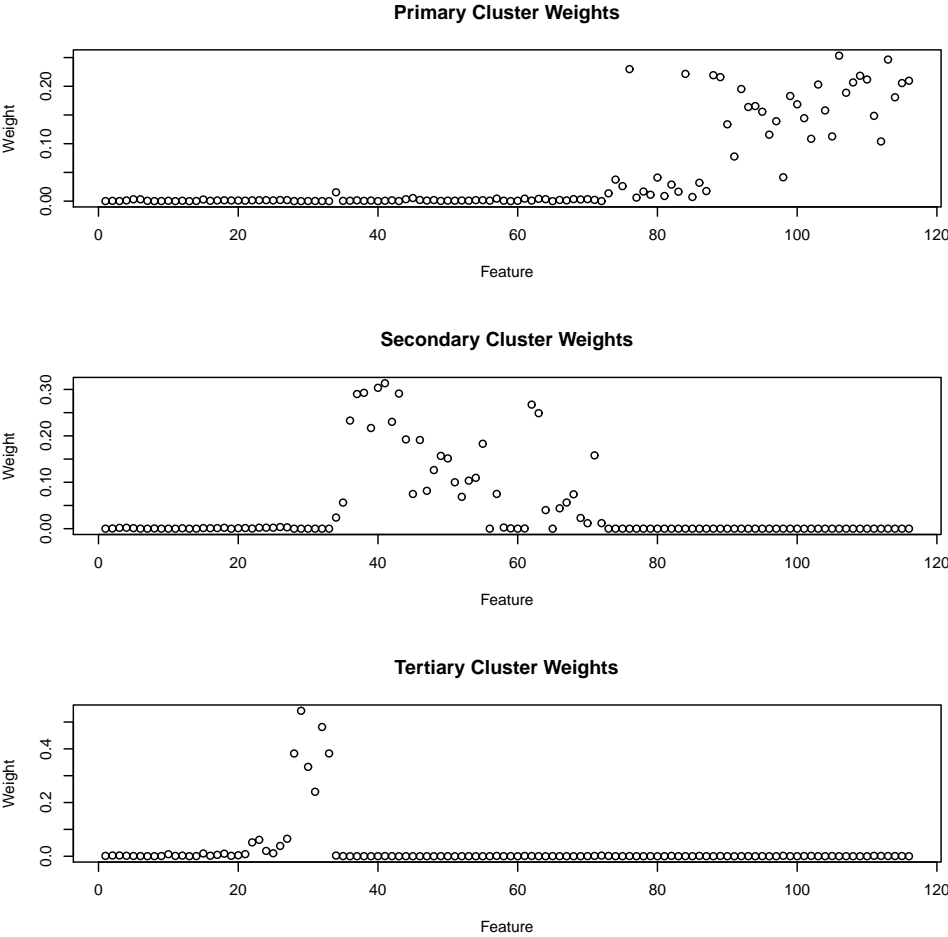 Primary Cluster Weights
Weight
0.00 0.10 0.20
0 20 40 60 80 100 120
Feature
Secondary Cluster Weights
Weight
0.00 0.10 0.20 0.30
0 20 40 60 80 100 120
Feature
Tertiary Cluster Weights
Weight
0.0 0.2 0.4
0 20 40 60 80 100 120
Feature